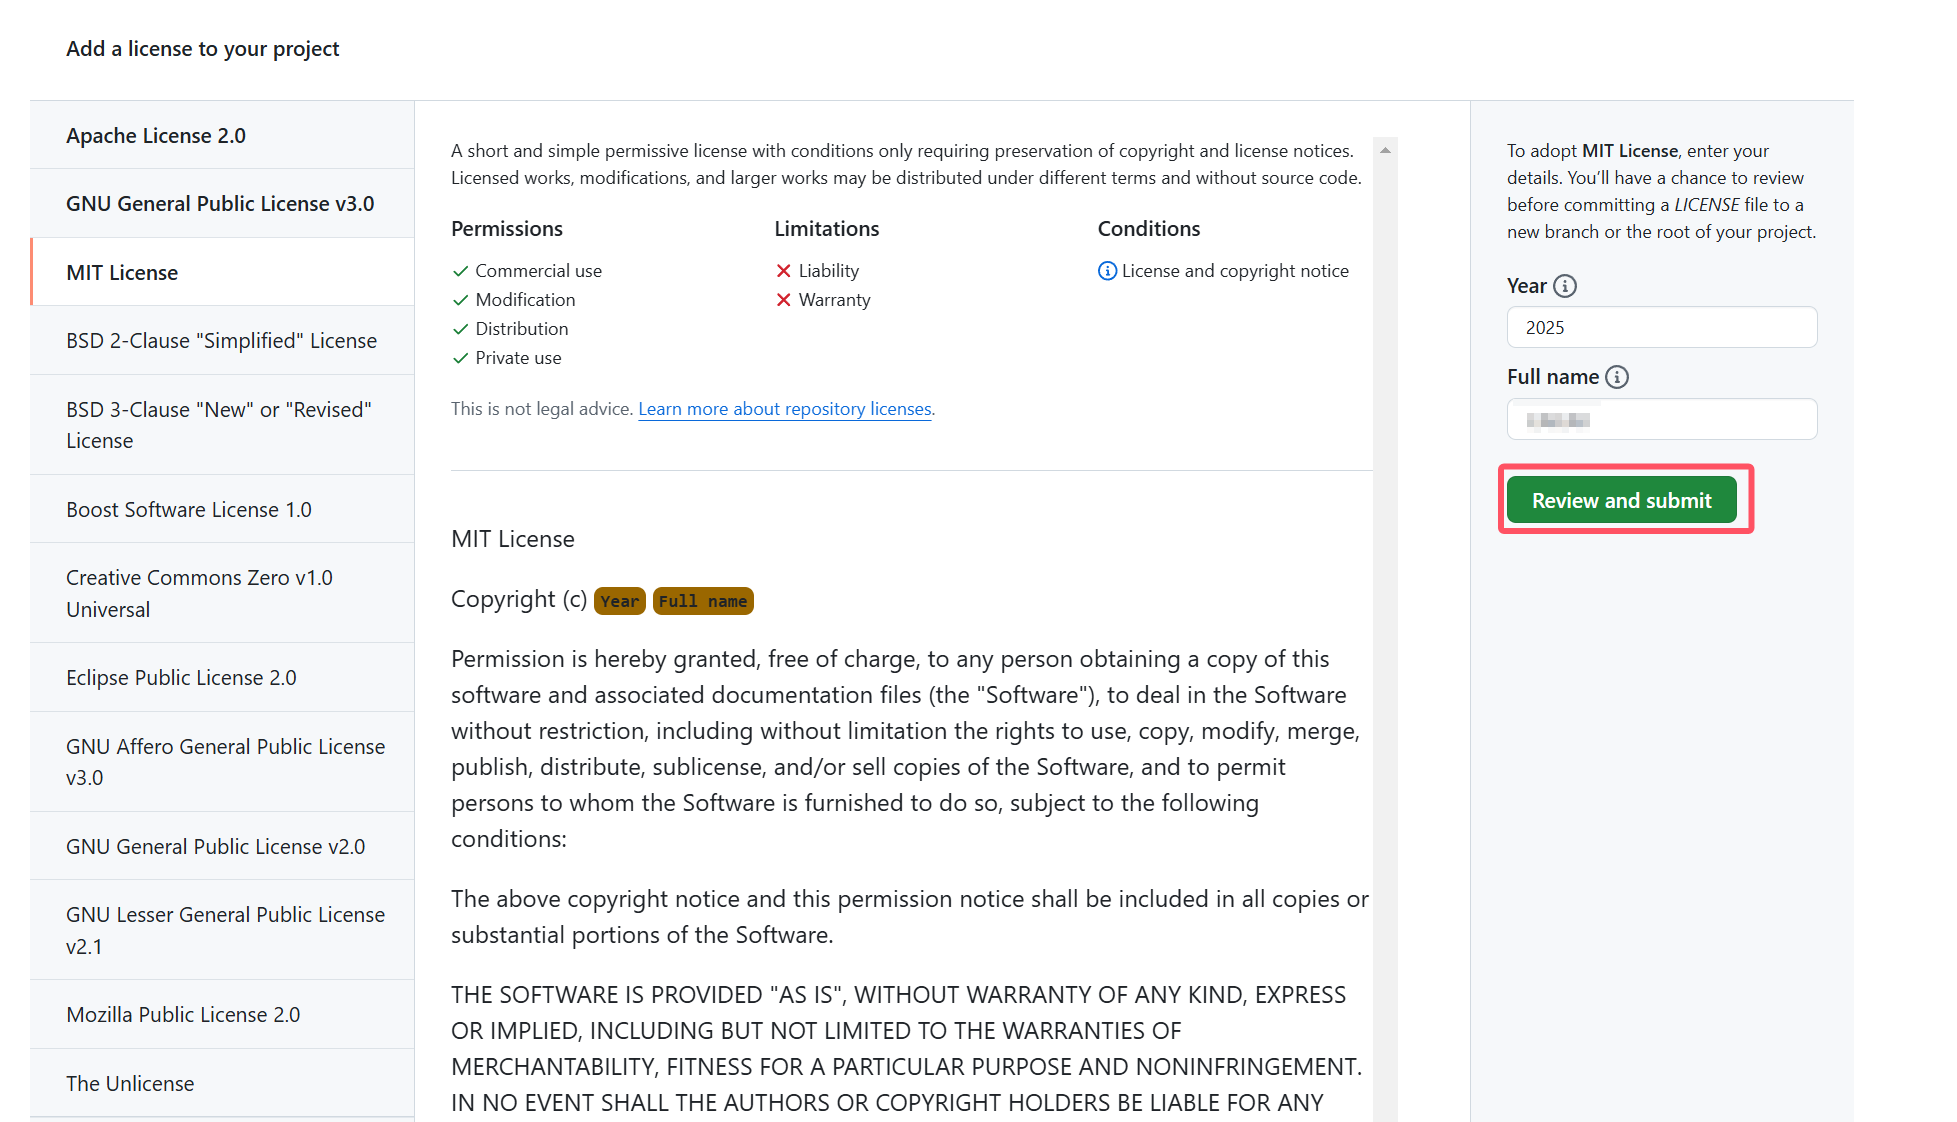 Add a license to your project
Apache License 2.0
GNU General Public License v3.0
MIT License
BSD 2-Clause "Simplified" License
BSD 3-Clause "New" or "Revised"
License
Boost Software License 1.0
Creative Commons Zero v1.0
Universal
Eclipse Public License 2.0
GNU Affero General Public License
v3.0
GNU General Public License v2.0
GNU Lesser General Public License
v2.1
Mozilla Public License 2.0
The Unlicense
A short and simple permissive license with conditions only requiring preservation of copyright and license notices.
Licensed works, modifications, and larger works may be distributed under different terms and without source code.
Permissions
Commercial use
Modification
Distribution
Private use
Limitations
Liability
Warranty
Conditions
License and copyright notice
This is not legal advice. Learn more about repository licenses.
MIT License
Copyright (c) Year Full name
Permission is hereby granted, free of charge, to any person obtaining a copy of this
software and associated documentation files (the "Software"), to deal in the Software
without restriction, including without limitation the rights to use, copy, modify, merge,
publish, distribute, sublicense, and/or sell copies of the Software, and to permit
persons to whom the Software is furnished to do so, subject to the following
conditions:
The above copyright notice and this permission notice shall be included in all copies or
substantial portions of the Software.
THE SOFTWARE IS PROVIDED "AS IS", WITHOUT WARRANTY OF ANY KIND, EXPRESS
OR IMPLIED, INCLUDING BUT NOT LIMITED TO THE WARRANTIES OF
MERCHANTABILITY, FITNESS FOR A PARTICULAR PURPOSE AND NONINFRINGEMENT.
IN NO EVENT SHALL THE AUTHORS OR COPYRIGHT HOLDERS BE LIABLE FOR ANY
To adopt MIT License, enter your
details. You’ll have a chance to review
before committing a LICENSE file to a
new branch or the root of your project.
Year
2025
Full name
Review and submit